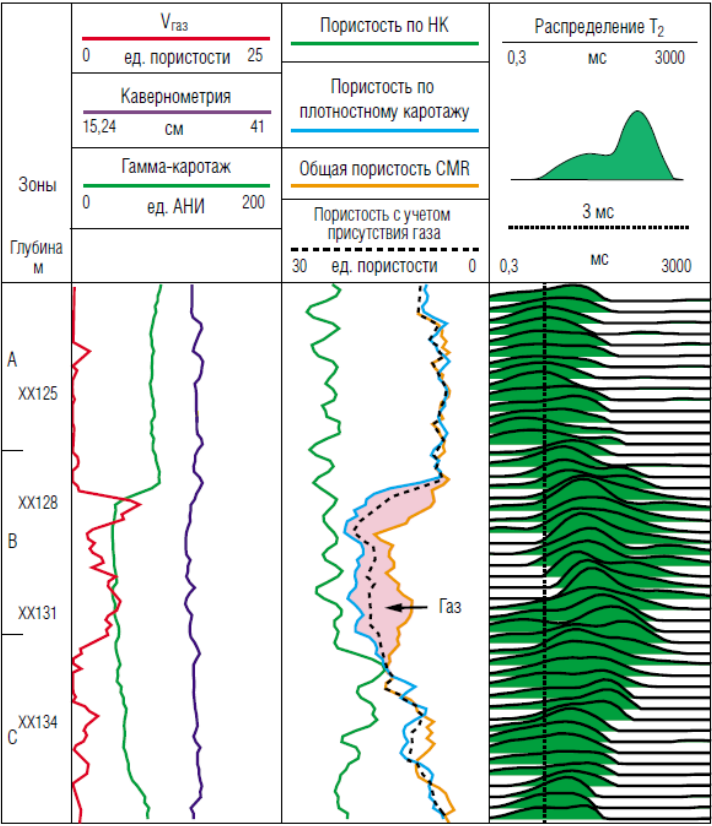 Зоны
Глубина
м
Vгаз
0 ед. пористости 25
Кавернометрия
15,24 см 41
Гамма-каротаж
0 ед. АНИ 200
Пористость по НК
Пористость по
плотностному каротажу
Общая пористость CMR
Пористость с учетом
присутствия газа
30 ед. пористости 0
Распределение T2
0,3 мс 3000
3 мс
0,3 мс 3000
A
XX125
XX128
B
XX131
XX134
C
Газ